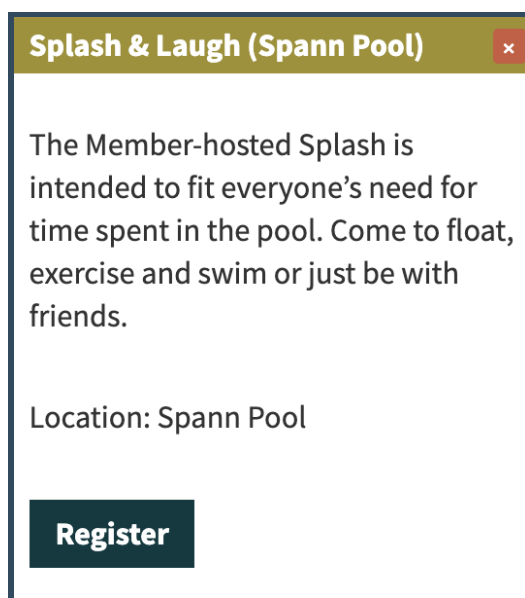 Splash & Laugh (Spann Pool)
×
The Member-hosted Splash is
intended to fit everyone’s need for
time spent in the pool. Come to float,
exercise and swim or just be with
friends.
Location: Spann Pool
Register